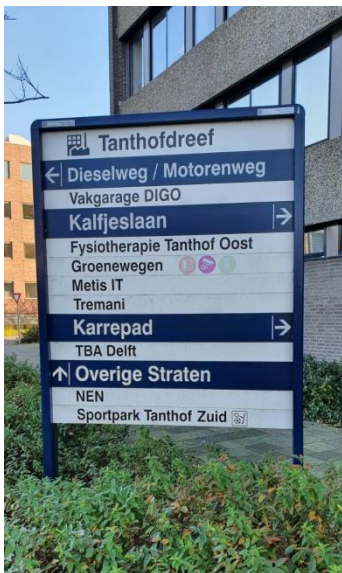 Tanthofdreef
Dieselweg / Motorenweg
Vakgarage DIGO
Kalfjeslaan
Fysiotherapie Tanthof Oost
Groenewegen
Metis IT
Tremani
Karrepad
TBA Delft
Overige Straten
NEN
Sportpark Tanthof Zuid